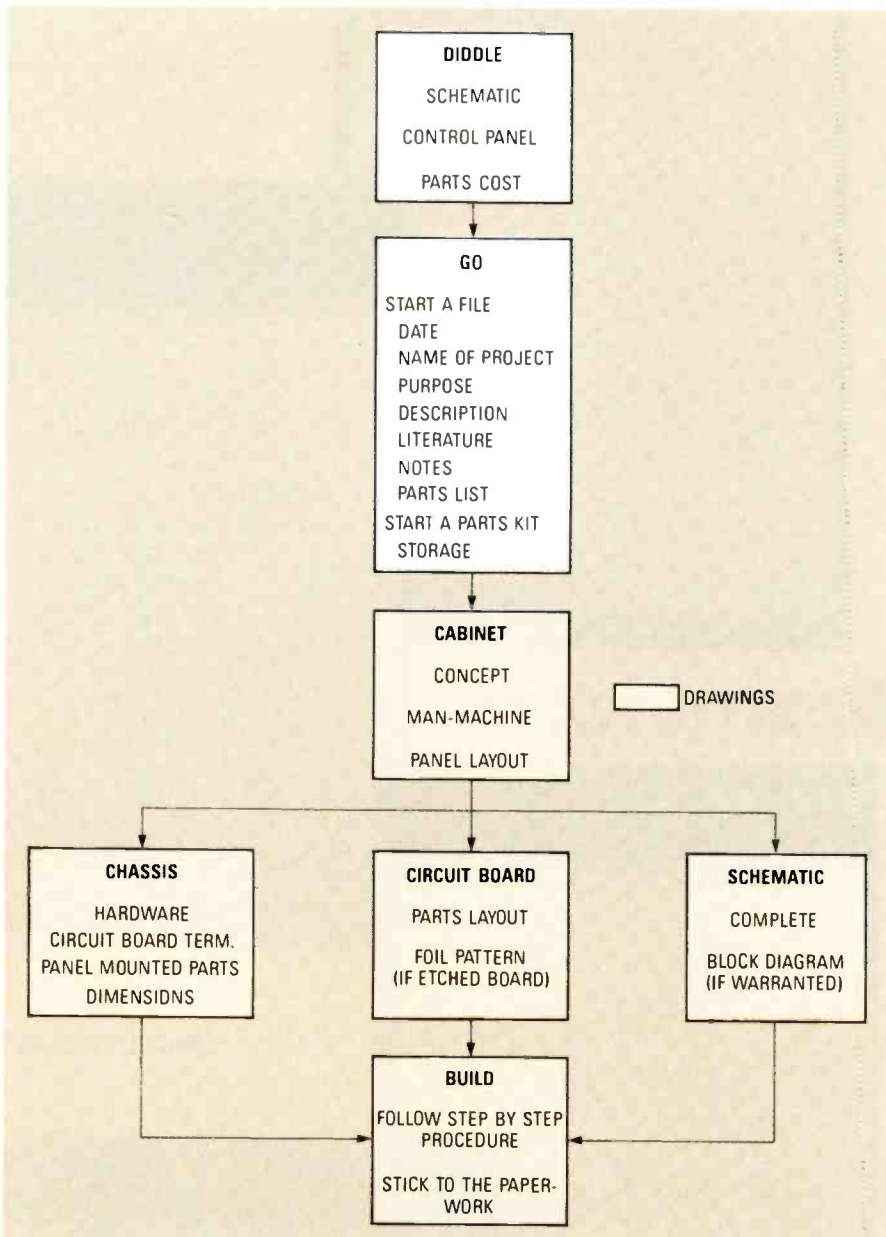 DIDDLE
SCHEMATIC
CONTROL PANEL
PARTS COST
GO
START A FILE
DATE
NAME OF PROJECT
PURPOSE
DESCRIPTION
LITERATURE
NOTES
PARTS LIST
START A PARTS KIT
STORAGE
CABINET
CONCEPT
MAN-MACHINE
PANEL LAYOUT
DRAWINGS
CHASSIS
HARDWARE
CIRCUIT BOARD TERM.
PANEL MOUNTED PARTS
DIMENSIDNS
CIRCUIT BOARD
PARTS LAYOUT
FOIL PATTERN
(IF ETCHED BOARD)
SCHEMATIC
COMPLETE
BLOCK DIAGRAM
(IF WARRANTED)
BUILD
FOLLOW STEP BY STEP
PROCEDURE
STICK TO THE PAPER-
WORK